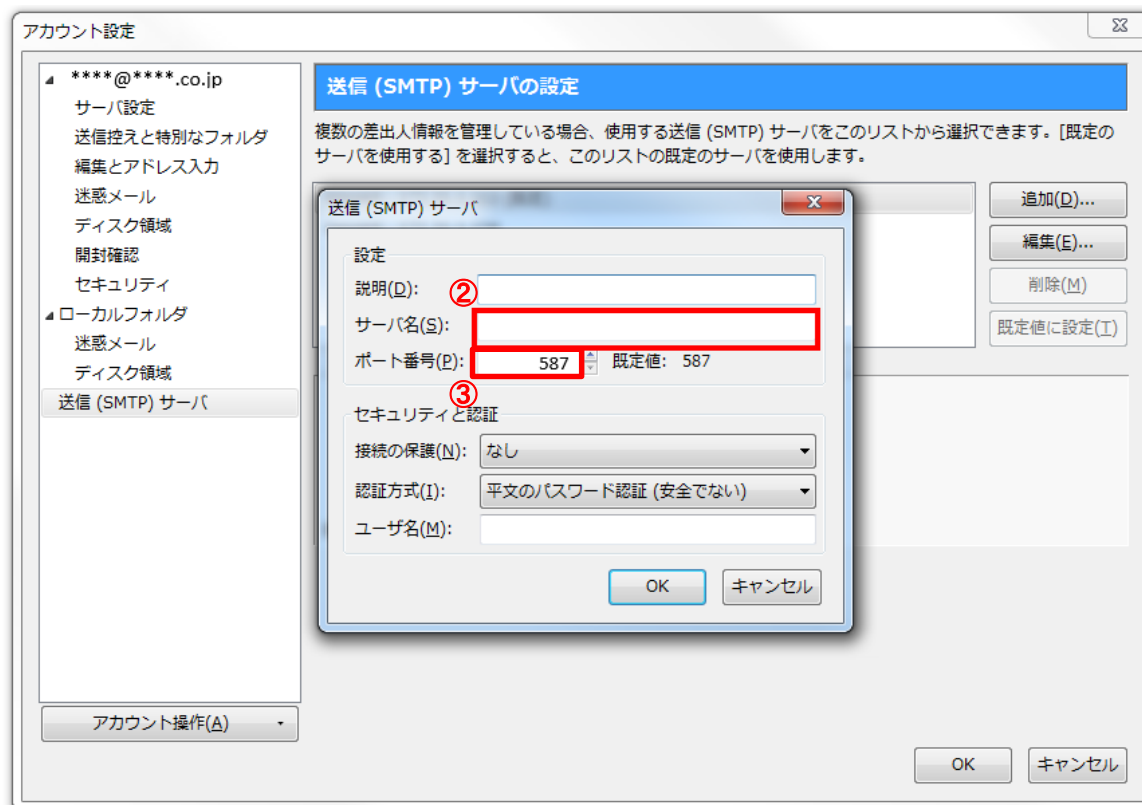 アカウント設定
****@****.co.jp
サーバ設定
送信控えと特別なフォルダ
編集とアドレス入力
迷惑メール
ディスク領域
開封確認
セキュリティ
ローカルフォルダ
迷惑メール
ディスク領域
送信 (SMTP) サーバ
アカウント操作(A)
送信 (SMTP) サーバの設定
複数の差出人情報を管理している場合、使用する送信 (SMTP) サーバをこのリストから選択できます。[既定の
サーバを使用する] を選択すると、このリストの既定のサーバを使用します。
追加(D)...
編集(E)...
削除(M)
既定値に設定(T)
送信 (SMTP) サーバ
設定
説明(D):
②
サーバ名(S):
ポート番号(P): 587 既定値: 587
③
セキュリティと認証
接続の保護(N): なし
認証方式(I): 平文のパスワード認証 (安全でない)
ユーザ名(M):
OK キャンセル
OK キャンセル